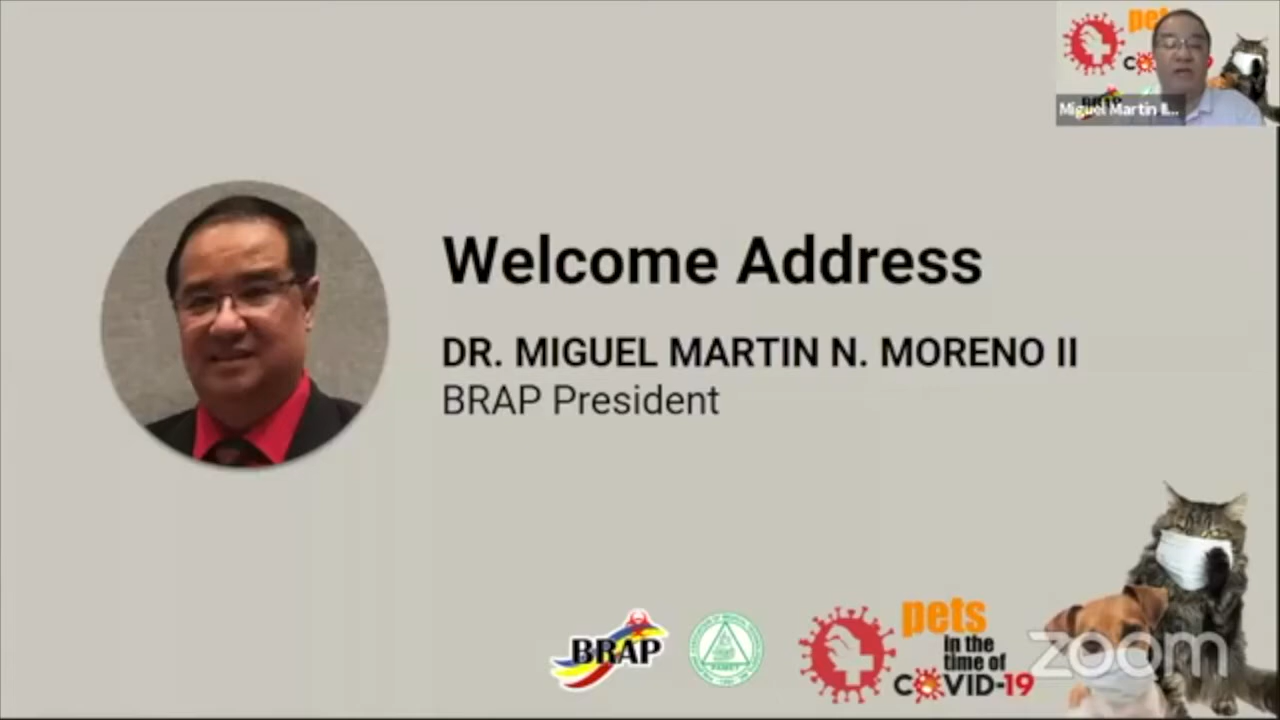 Miguel Martin II...
Welcome Address
DR. MIGUEL MARTIN N. MORENO II
BRAP President
BRAP
pets
in the
time of
COVID-19
zoom